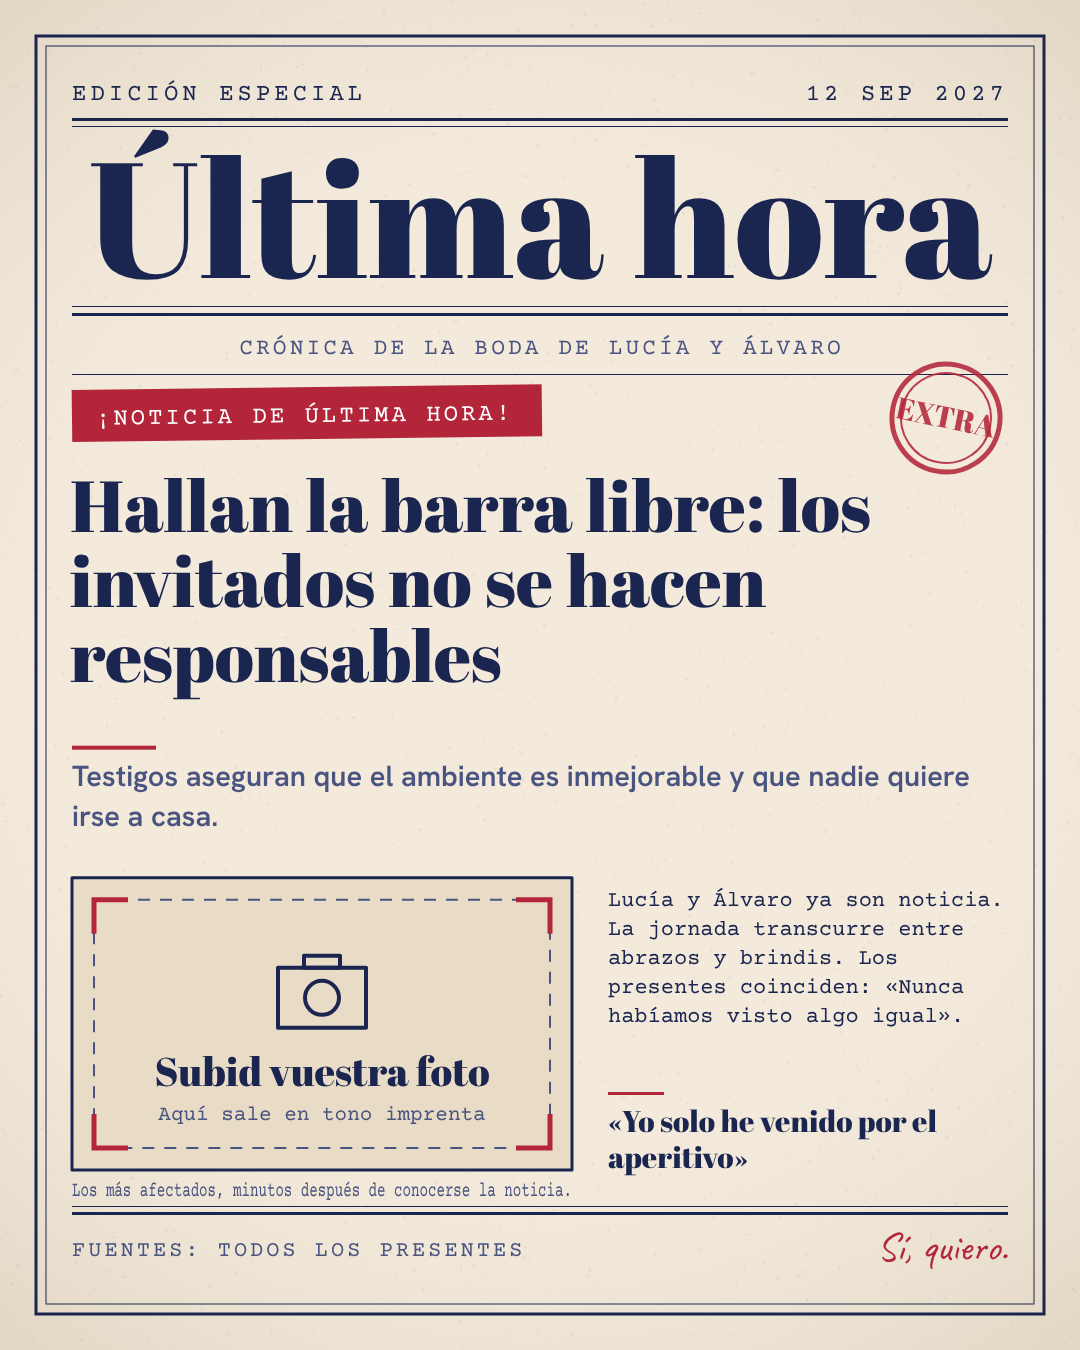 EDICIÓN ESPECIAL
12 SEP 2027
Última hora
CRÓNICA DE LA BODA DE LUCÍA Y ÁLVARO
¡NOTICIA DE ÚLTIMA HORA!
EXTRA
Hallan la barra libre: los
invitados no se hacen
responsables
Testigos aseguran que el ambiente es inmejorable y que nadie quiere
irse a casa.
Subid vuestra foto
Aquí sale en tono imprenta
Los más afectados, minutos después de conocerse la noticia.
Lucía y Álvaro ya son noticia.
La jornada transcurre entre
abrazos y brindis. Los
presentes coinciden: «Nunca
habíamos visto algo igual».
«Yo solo he venido por el
aperitivo»
FUENTES: TODOS LOS PRESENTES
Sí, quiero.